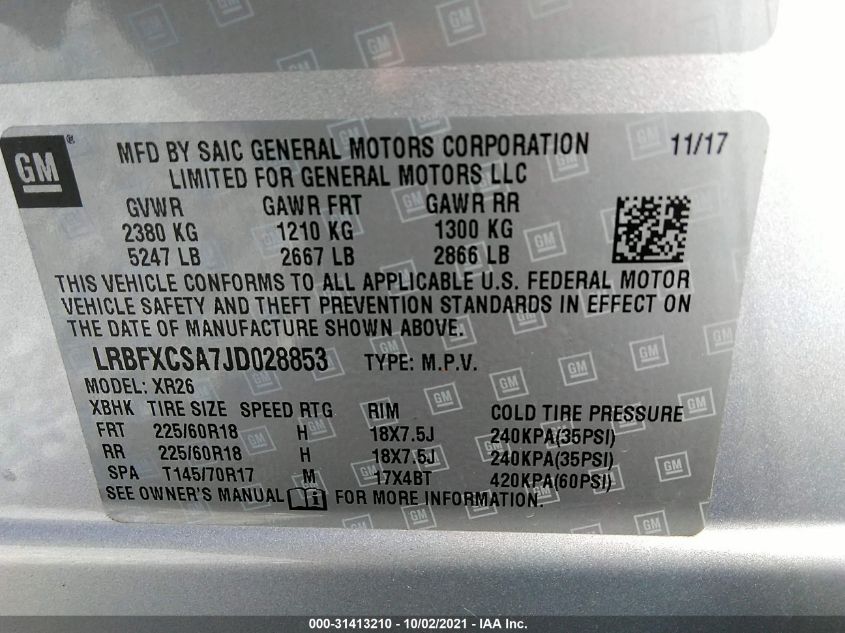 GM ®
MFD BY SAIC GENERAL MOTORS CORPORATION 11/17
LIMITED FOR GENERAL MOTORS LLC
GVWR GAWR FRT GAWR RR
2380 KG 1210 KG 1300 KG
5247 LB 2667 LB 2866 LB
THIS VEHICLE CONFORMS TO ALL APPLICABLE U.S. FEDERAL MOTOR
VEHICLE SAFETY AND THEFT PREVENTION STANDARDS IN EFFECT ON
THE DATE OF MANUFACTURE SHOWN ABOVE.
LRBFXCSA7JD028853 TYPE: M.P.V.
MODEL: XR26
XBHK TIRE SIZE SPEED RTG RIM COLD TIRE PRESSURE
FRT 225/60R18 H 18X7.5J 240KPA(35PSI)
RR 225/60R18 H 18X7.5J 240KPA(35PSI)
SPA T145/70R17 M 17X4BT 420KPA(60PSI)
SEE OWNER'S MANUAL FOR MORE INFORMATION.
000-31413210 - 10/02/2021 - IAA Inc.